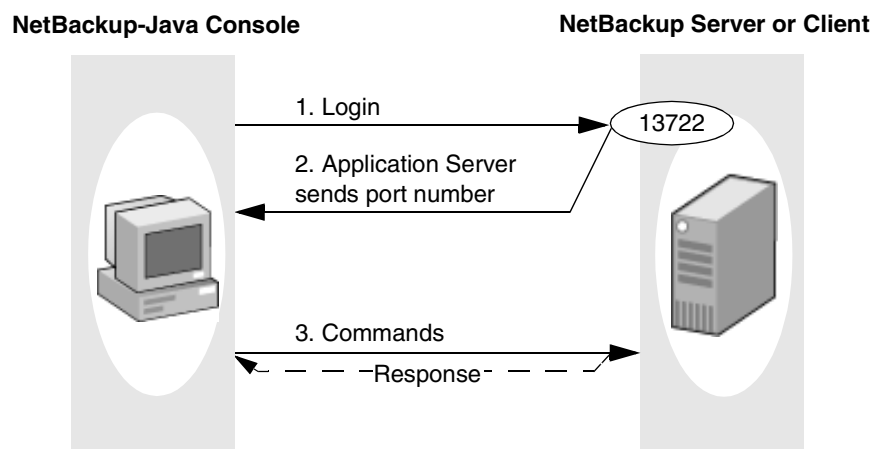 NetBackup-Java Console
NetBackup Server or Client
1. Login
13722
2. Application Server
sends port number
3. Commands
Response